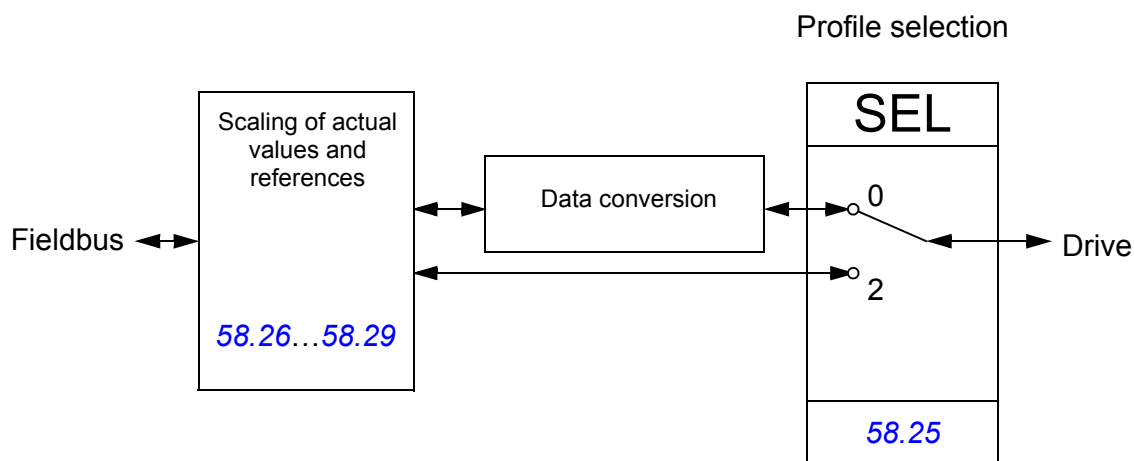 Profile selection
Scaling of actual
values and
references
SEL
Data conversion
0
Fieldbus
Drive
2
58.26…58.29
58.25